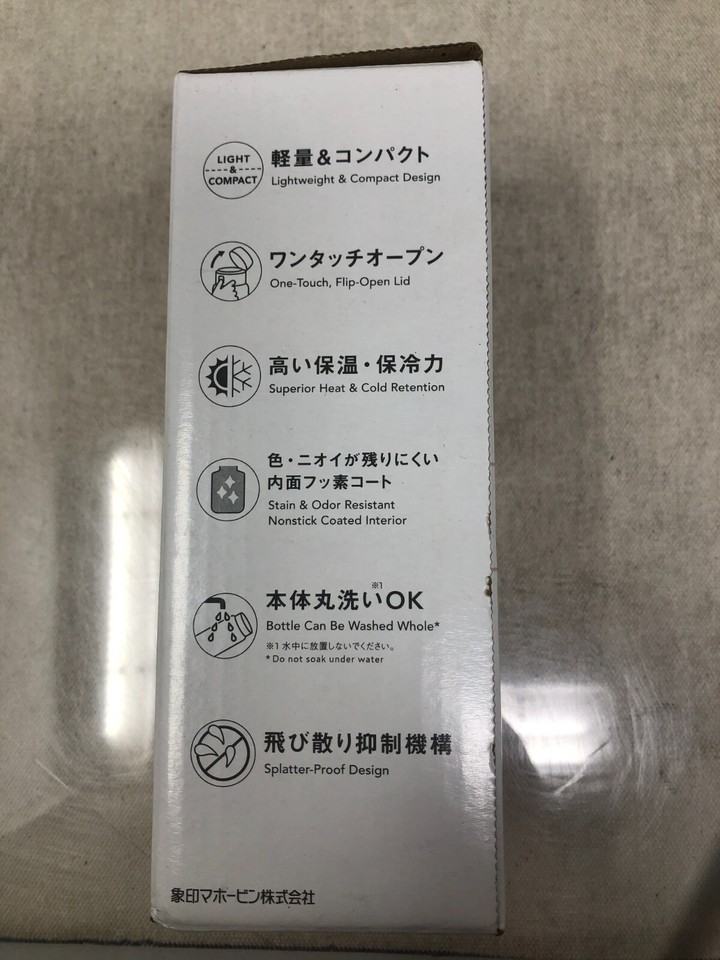 LIGHT
&
COMPACT
軽量&コンパクト
Lightweight & Compact Design
ワンタッチオープン
One-Touch, Flip-Open Lid
高い保温・保冷力
Superior Heat & Cold Retention
色・ニオイが残りにくい
内面フッ素コート
Stain & Odor Resistant
Nonstick Coated Interior
本体丸洗い※1OK
Bottle Can Be Washed Whole*
※1 水中に放置しないでください。
* Do not soak under water
飛び散り抑制機構
Splatter-Proof Design
象印マホービン株式会社